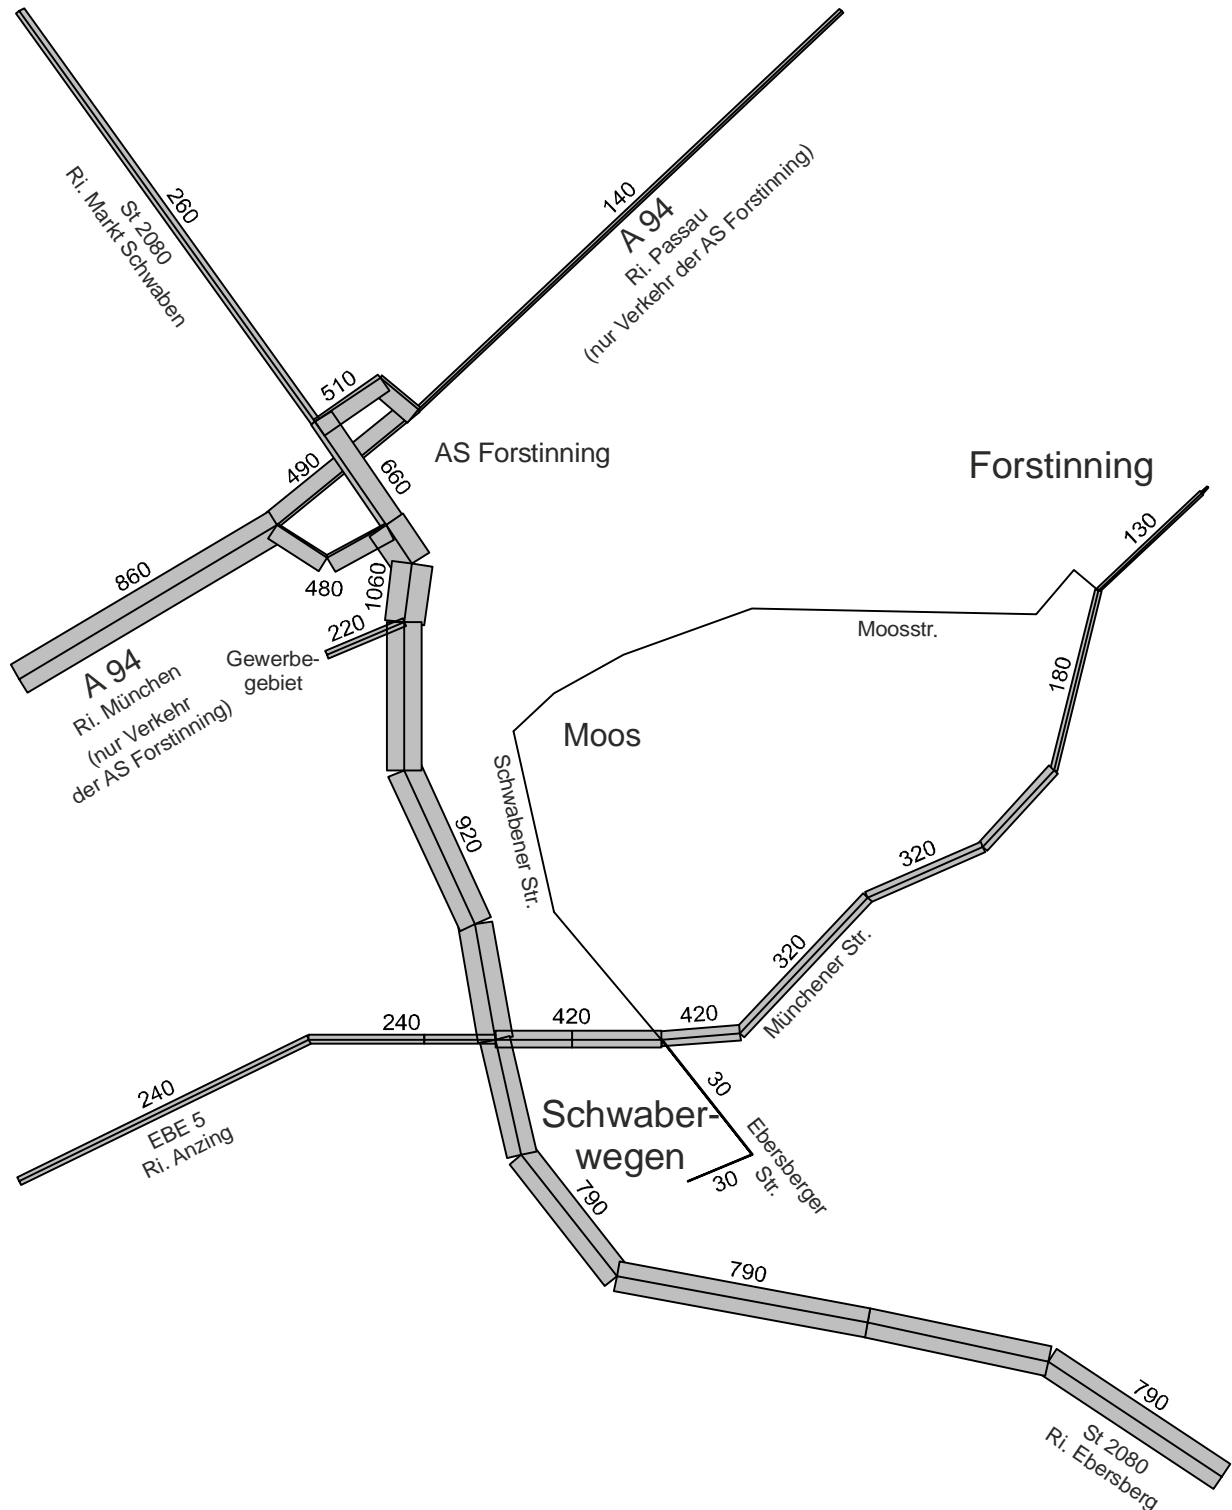 260
St 2080
Ri. Markt Schwaben
140
A 94
Ri. Passau
(nur Verkehr der AS Forstinning)
510
AS Forstinning
490
660
Forstinning
130
860
480
1060
220
Gewerbe-
gebiet
A 94
Ri. München
(nur Verkehr
der AS Forstinning)
Moosstr.
180
Moos
Schwabener Str.
920
320
320
Münchener Str.
240
420
420
240
EBE 5
Ri. Anzing
30
Schwaber-
wegen
Ebersberger
Str.
30
790
790
790
St 2080
Ri. Ebersberg